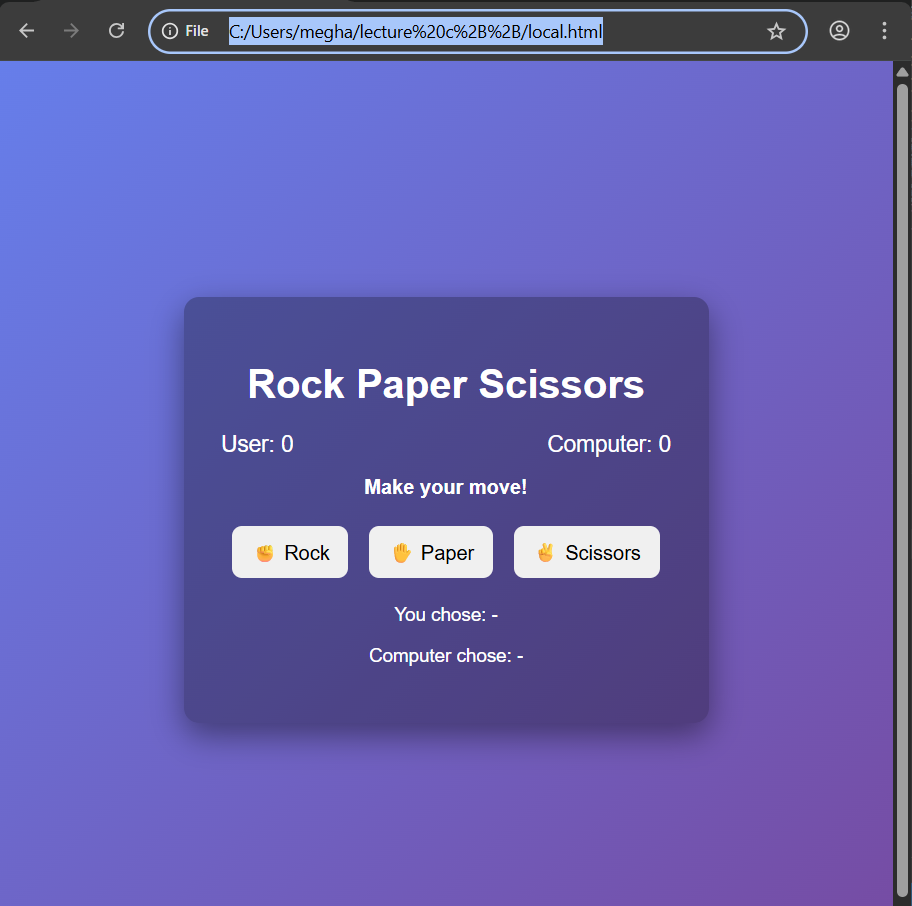 File C:/Users/megha/lecture%20c%2B%2B/local.html
Rock Paper Scissors
User: 0 Computer: 0
Make your move!
✊ Rock ✋ Paper ✌ Scissors
You chose: -
Computer chose: -